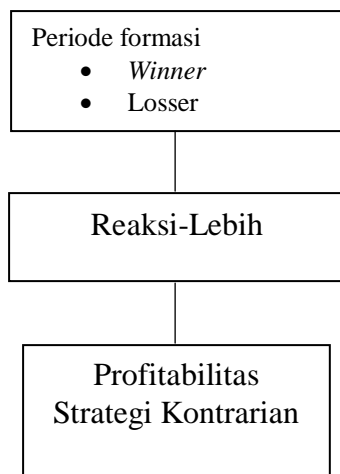 Periode formasi
• Winner
• Losser
Reaksi-Lebih
Profitabilitas
Strategi Kontrarian